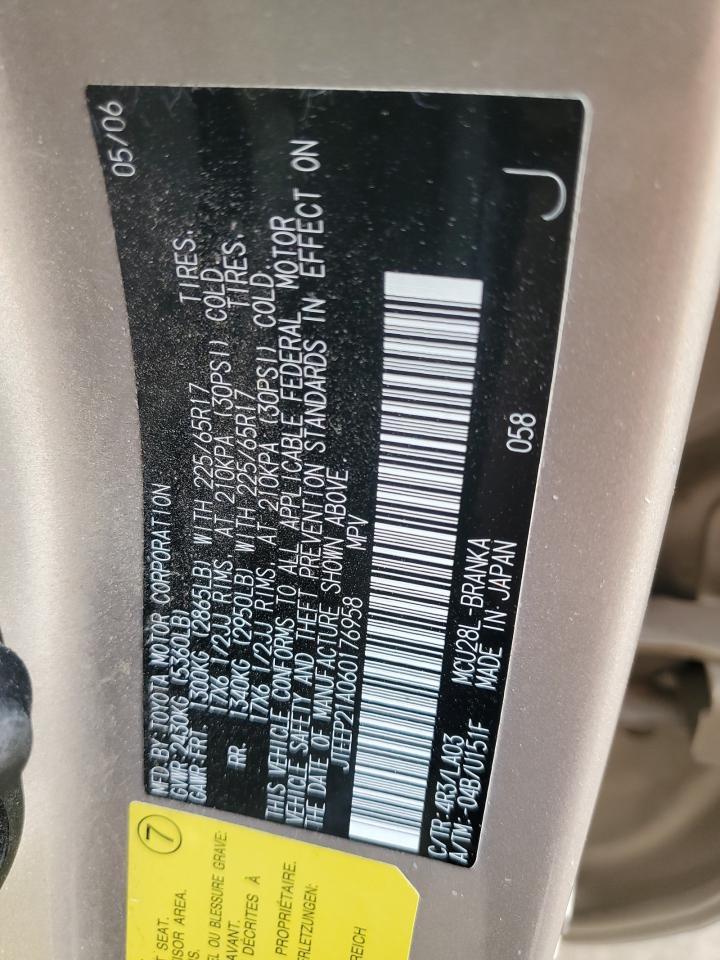 MFD BY: TOYOTA MOTOR CORPORATION 05/06
GVWR 2430KG (5360LB)
GAWR FRT 1300KG (2865LB) WITH 225/65R17 TIRES,
17X6 1/2JJ RIMS, AT 210KPA (30PSI) COLD.
RR. 1340KG (2950LB) WITH 225/65R17 TIRES,
17X6 1/2JJ RIMS, AT 210KPA (30PSI) COLD.
THIS VEHICLE CONFORMS TO ALL APPLICABLE FEDERAL MOTOR
VEHICLE SAFETY AND THEFT PREVENTION STANDARDS IN EFFECT ON
THE DATE OF MANUFACTURE SHOWN ABOVE.
JTEEP21A060176958 MPV
C/TR: 4R3/LA03 MCU28L-BRANKA 058
A/TM: 04B/U151F MADE IN JAPAN
J
7
T SEAT.
ISOR AREA.
EL OU BLESSURE GRAVE:
AVANT.
DÉCRITES À
PROPRIÉTAIRE.
ERLETZUNGEN:
REICH